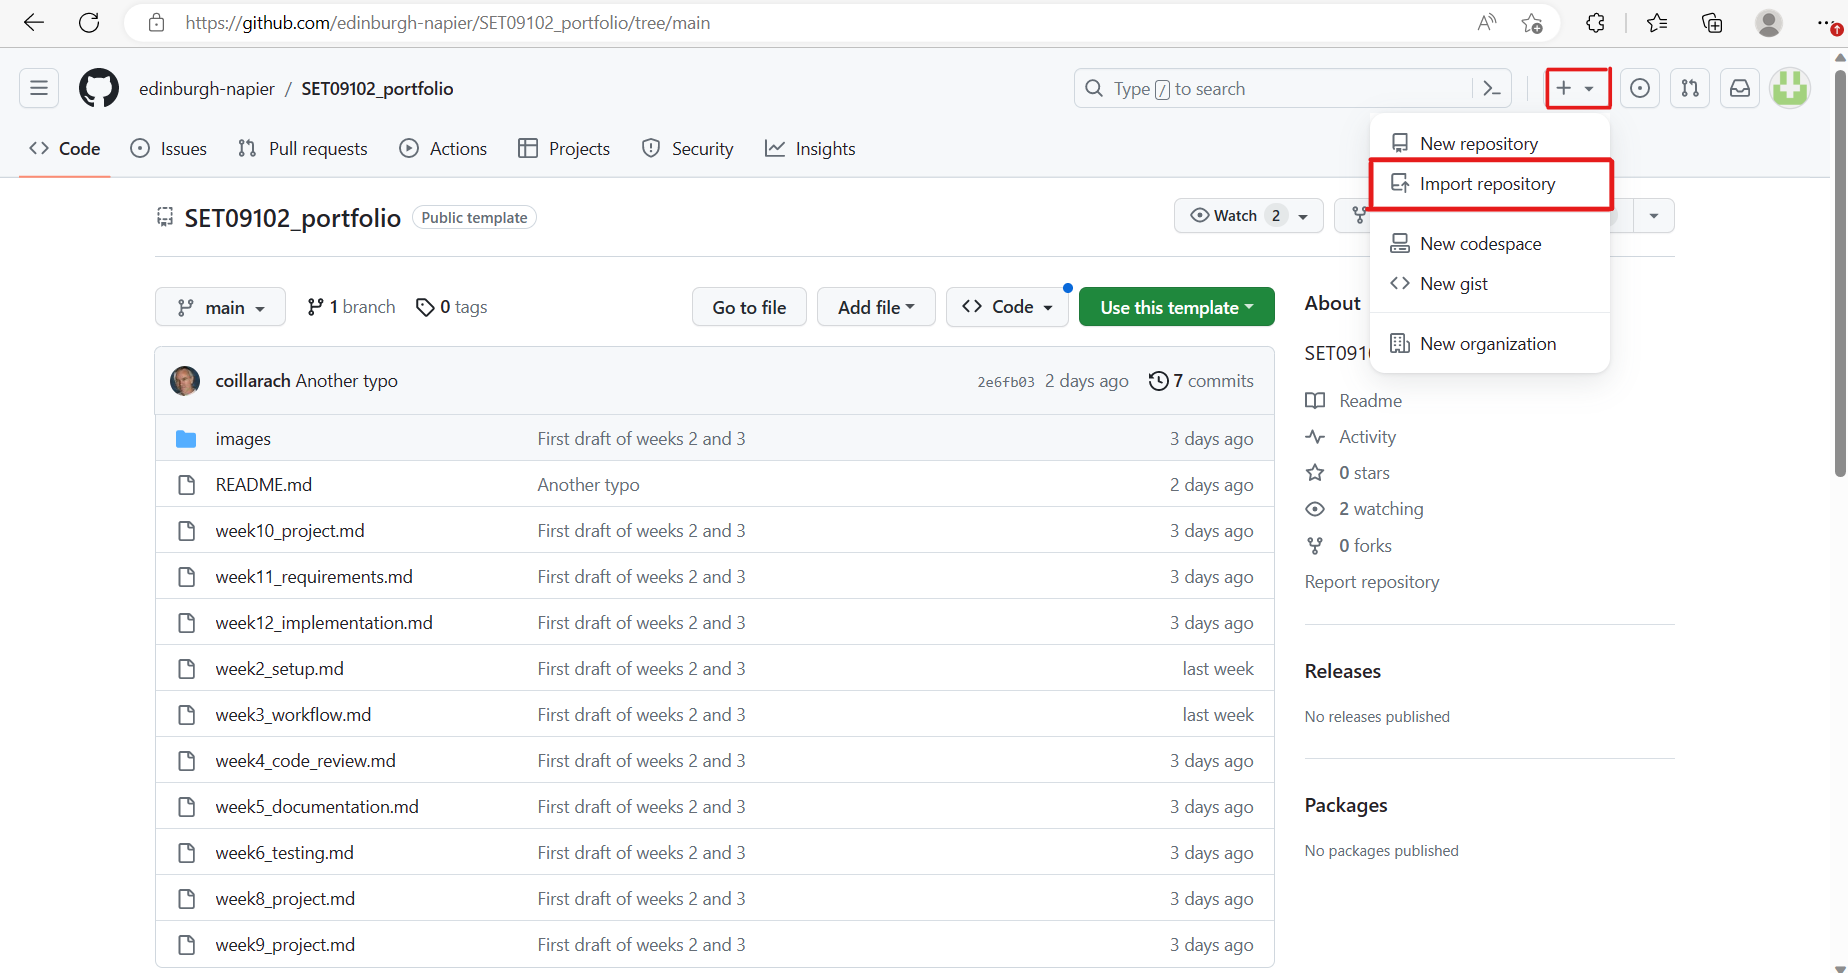 https://github.com/edinburgh-napier/SET09102_portfolio/tree/main
edinburgh-napier / SET09102_portfolio
Type / to search
Code
Issues
Pull requests
Actions
Projects
Security
Insights
New repository
Import repository
New codespace
New gist
New organization
SET09102_portfolio
Public template
Watch 2
main
1 branch
0 tags
Go to file
Add file
Code
Use this template
About
coillarach Another typo
2e6fb03 2 days ago
7 commits
images First draft of weeks 2 and 3 3 days ago
README.md Another typo 2 days ago
week10_project.md First draft of weeks 2 and 3 3 days ago
week11_requirements.md First draft of weeks 2 and 3 3 days ago
week12_implementation.md First draft of weeks 2 and 3 3 days ago
week2_setup.md First draft of weeks 2 and 3 last week
week3_workflow.md First draft of weeks 2 and 3 last week
week4_code_review.md First draft of weeks 2 and 3 3 days ago
week5_documentation.md First draft of weeks 2 and 3 3 days ago
week6_testing.md First draft of weeks 2 and 3 3 days ago
week8_project.md First draft of weeks 2 and 3 3 days ago
week9_project.md First draft of weeks 2 and 3 3 days ago
Readme
Activity
0 stars
2 watching
0 forks
Report repository
Releases
No releases published
Packages
No packages published